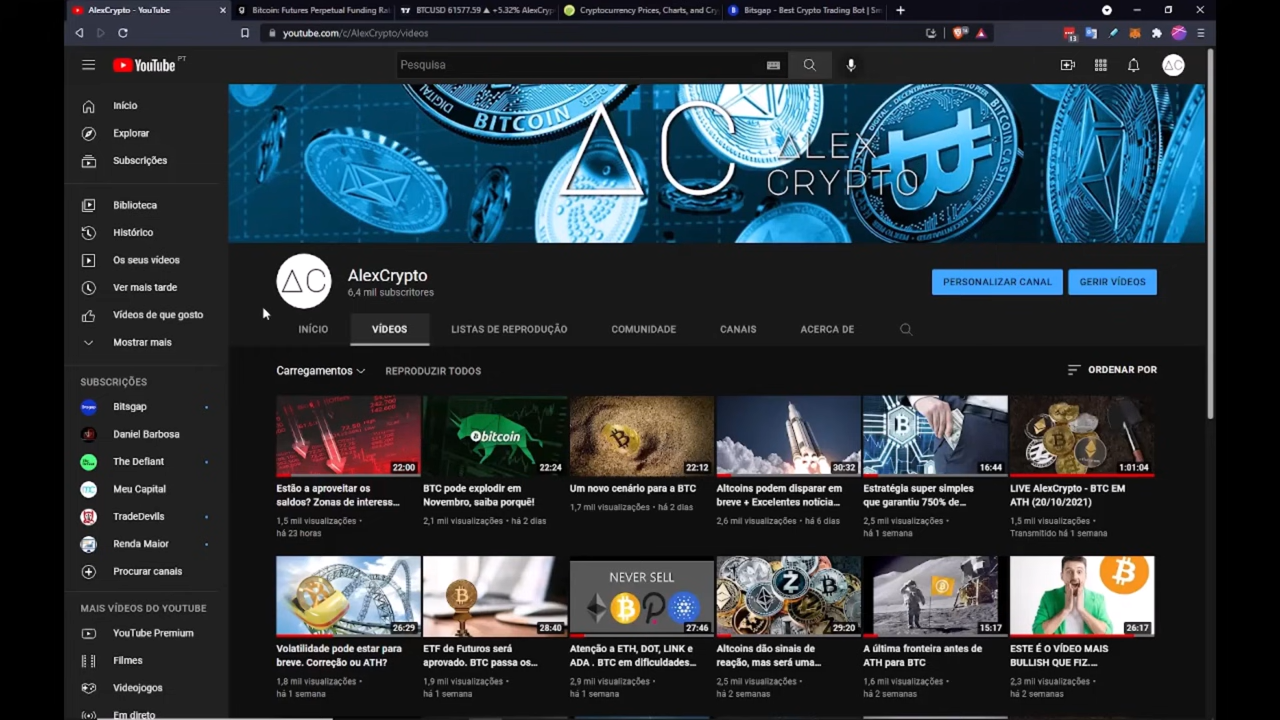 AlexCrypto - YouTube
Bitcoin: Futures Perpetual Funding Ra
BTCUSD 61577.59 ▲ +5.32% AlexCryp
Cryptocurrency Prices, Charts, and Cry
Bitsgap - Best Crypto Trading Bot | Sm
youtube.com/c/AlexCrypto/videos
13
YouTube PT
Pesquisa
AC
Início
Explorar
Subscrições
Biblioteca
Histórico
Os seus vídeos
Ver mais tarde
Vídeos de que gosto
Mostrar mais
SUBSCRIÇÕES
Bitsgap
Daniel Barbosa
The Defiant
Meu Capital
TradeDevils
Renda Maior
Procurar canais
MAIS VÍDEOS DO YOUTUBE
YouTube Premium
Filmes
Videojogos
Em direto
BITCOIN
AC
ALEX
CRYPTO
AC
AlexCrypto
6,4 mil subscritores
PERSONALIZAR CANAL
GERIR VÍDEOS
INÍCIO
VÍDEOS
LISTAS DE REPRODUÇÃO
COMUNIDADE
CANAIS
ACERCA DE
Carregamentos
REPRODUZIR TODOS
ORDENAR POR
22:00
Estão a aproveitar os
saldos? Zonas de interess...
1,5 mil visualizações •
há 23 horas
bitcoin
22:24
BTC pode explodir em
Novembro, saiba porquê!
2,1 mil visualizações • há 2 dias
22:12
Um novo cenário para a BTC
1,7 mil visualizações • há 2 dias
30:32
Altcoins podem disparar em
breve + Excelentes notícia...
2,6 mil visualizações • há 6 dias
16:44
Estratégia super simples
que garantiu 750% de...
2,5 mil visualizações •
há 1 semana
1:01:04
LIVE AlexCrypto - BTC EM
ATH (20/10/2021)
1,5 mil visualizações •
Transmitido há 1 semana
26:29
Volatilidade pode estar para
breve. Correção ou ATH?
1,8 mil visualizações •
há 1 semana
28:40
ETF de Futuros será
aprovado. BTC passa os...
1,9 mil visualizações •
há 1 semana
NEVER SELL
27:46
Atenção a ETH, DOT, LINK e
ADA . BTC em dificuldades...
2,9 mil visualizações •
há 1 semana
29:20
Altcoins dão sinais de
reação, mas será uma...
2,5 mil visualizações •
há 2 semanas
15:17
A última fronteira antes de
ATH para BTC
1,6 mil visualizações •
há 2 semanas
26:17
ESTE É O VÍDEO MAIS
BULLISH QUE FIZ....
2,3 mil visualizações •
há 2 semanas